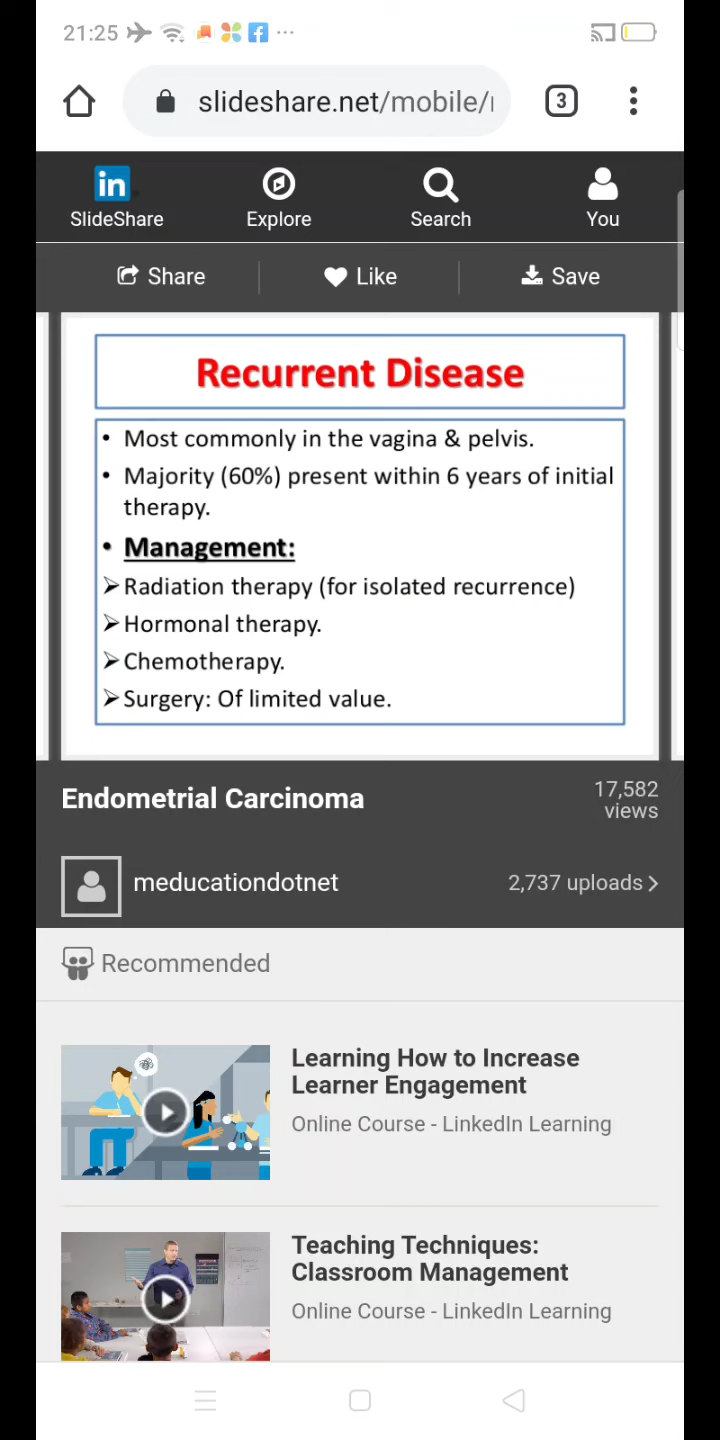 21:25
slideshare.net/mobile/
3
in
SlideShare
Explore
Search
You
Share
Like
Save
Recurrent Disease
• Most commonly in the vagina & pelvis.
• Majority (60%) present within 6 years of initial
therapy.
• Management:
➢ Radiation therapy (for isolated recurrence)
➢ Hormonal therapy.
➢ Chemotherapy.
➢ Surgery: Of limited value.
Endometrial Carcinoma
17,582
views
meducationdotnet
2,737 uploads
Recommended
Learning How to Increase
Learner Engagement
Online Course - LinkedIn Learning
Teaching Techniques:
Classroom Management
Online Course - LinkedIn Learning